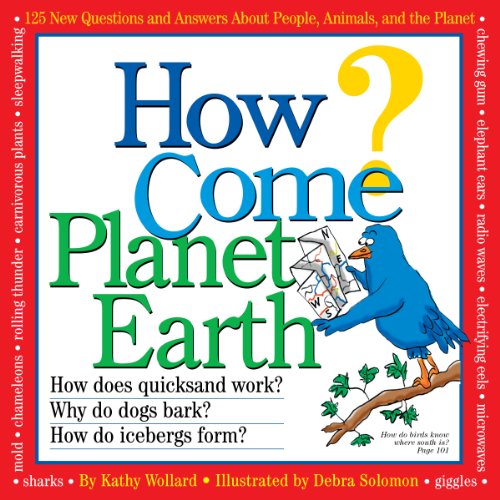 • 125 New Questions and Answers About People, Animals, and the Planet •
How
Come?
Planet
Earth
N
E
W
S
How does quicksand work?
Why do dogs bark?
How do icebergs form?
How do birds know
where south is?
Page 101
mold • chameleons • rolling thunder • carnivorous plants • sleepwalking
chewing gum • elephant ears • radio waves • electrifying eels • microwaves
• sharks • By Kathy Wollard • Illustrated by Debra Solomon • giggles •